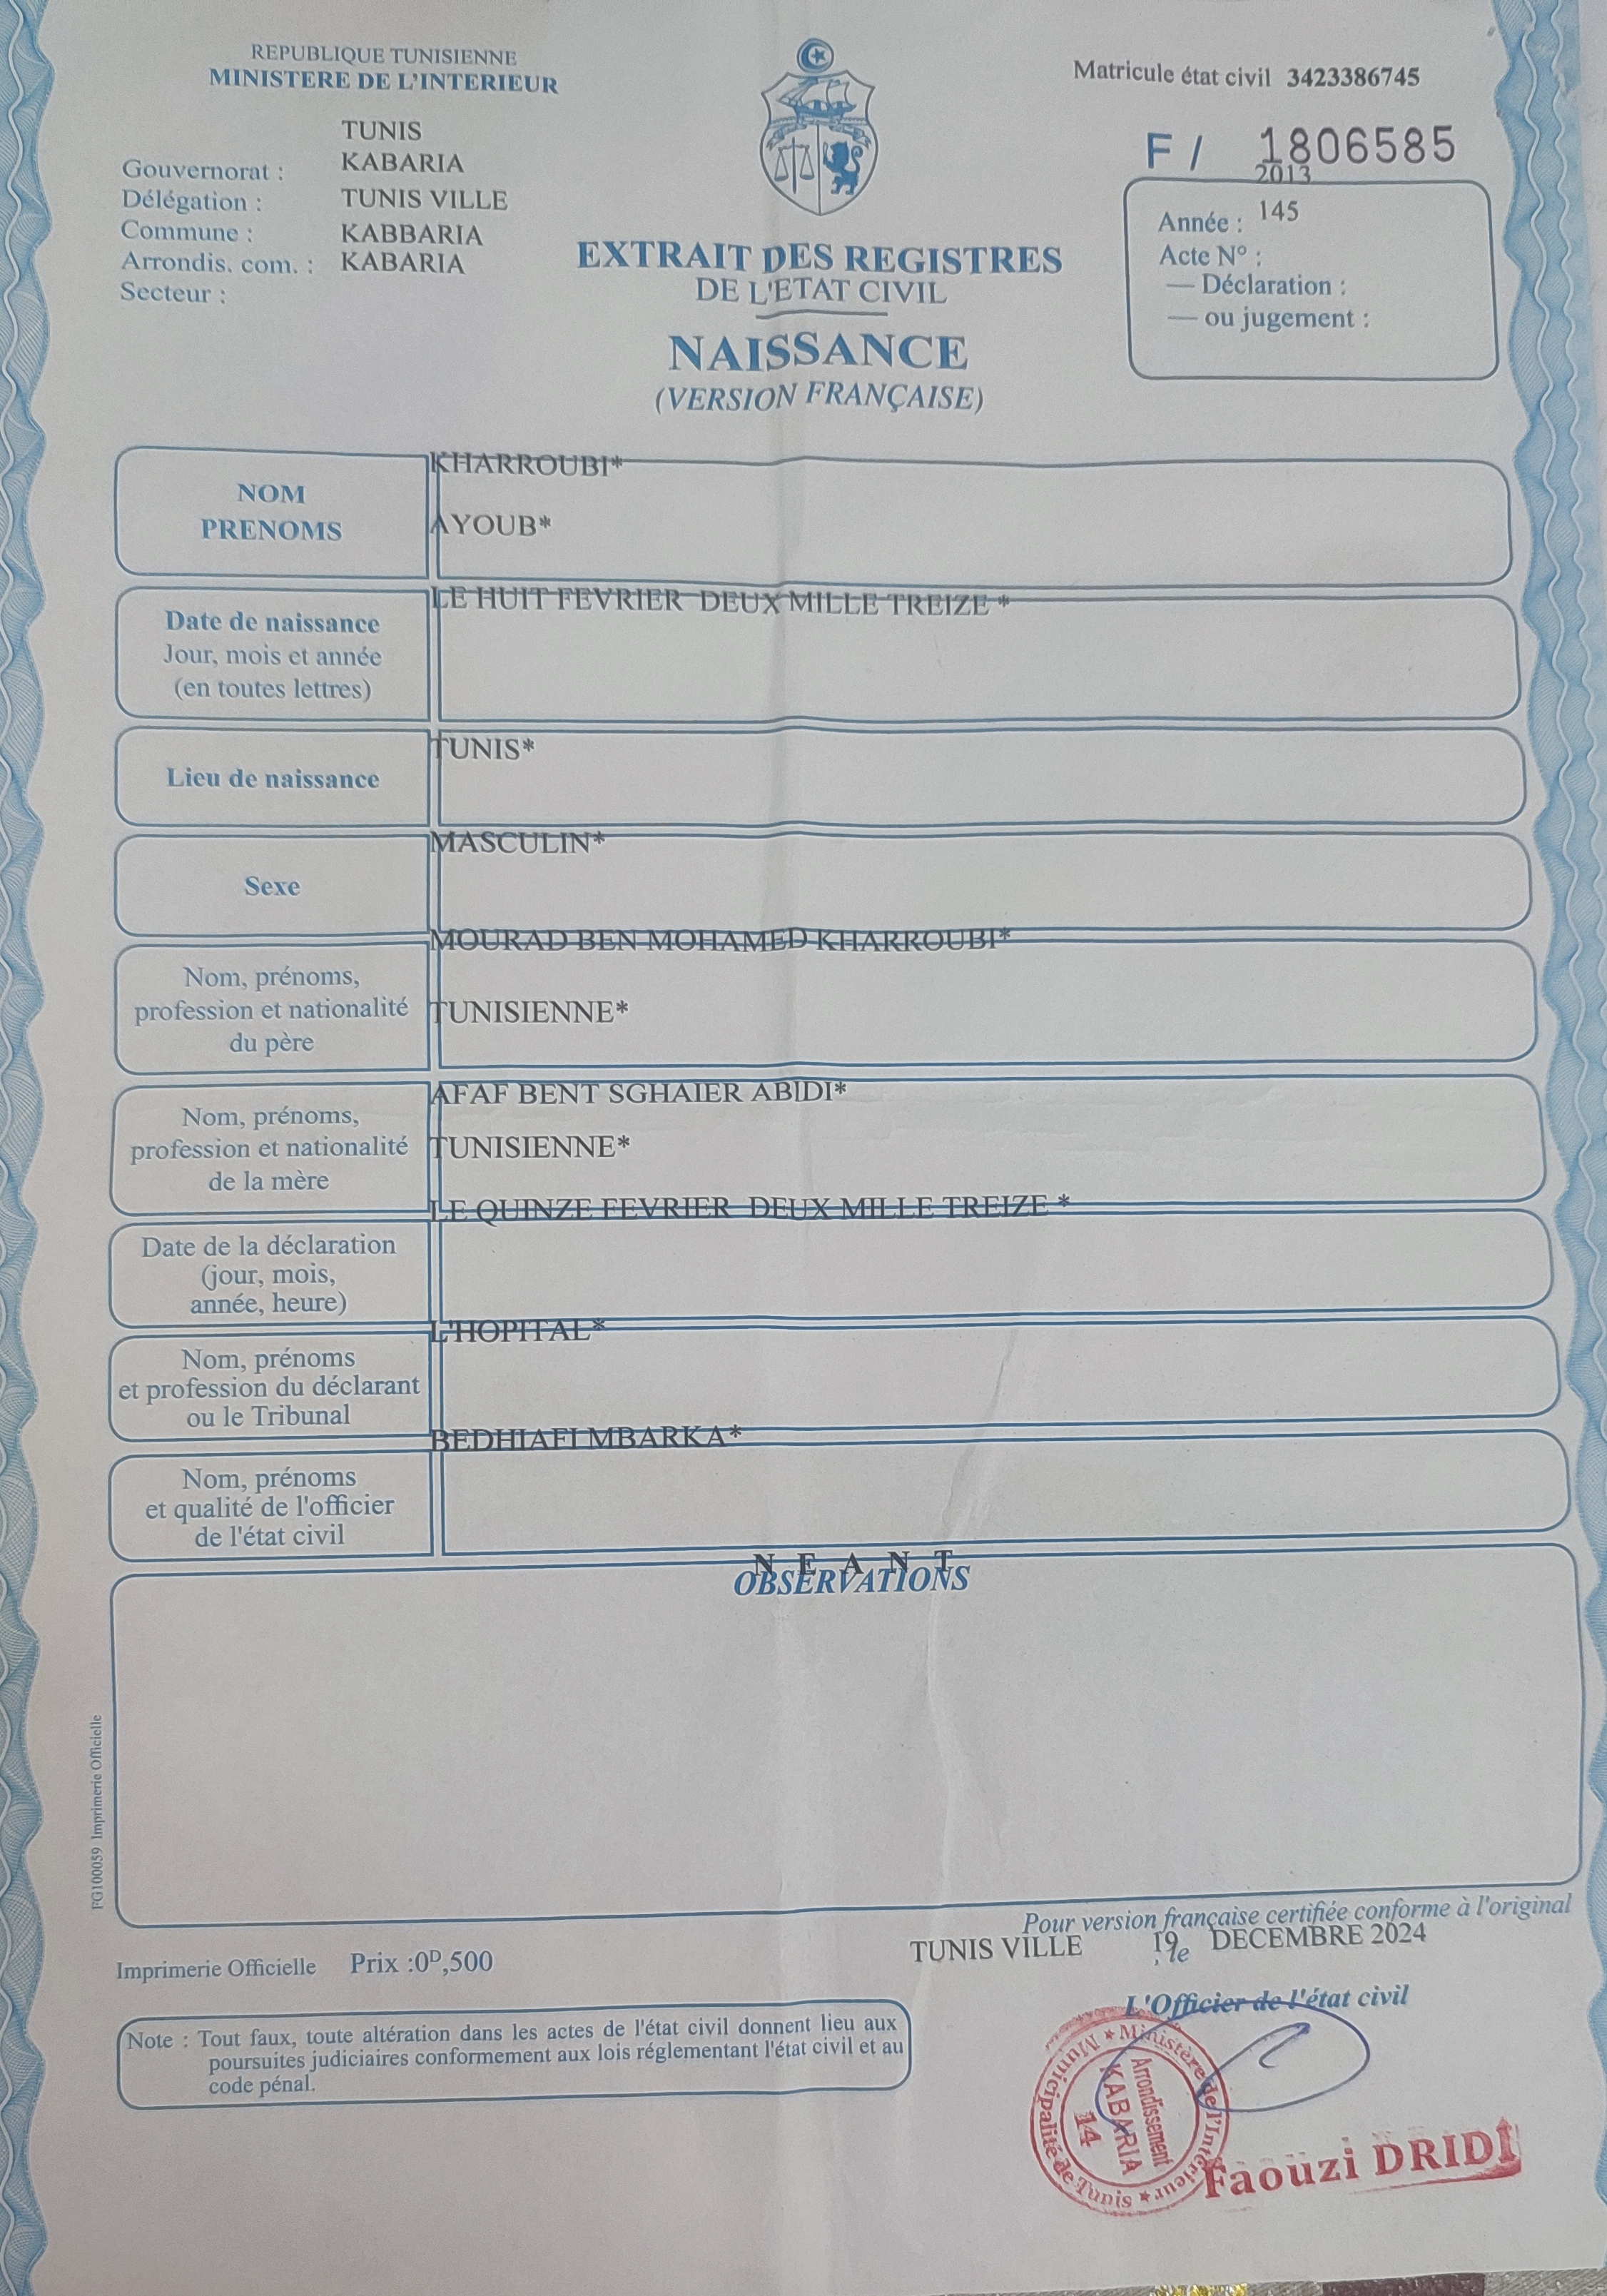 REPUBLIQUE TUNISIENNE
MINISTERE DE L'INTERIEUR
TUNIS
Gouvernorat : KABARIA
Délégation : TUNIS VILLE
Commune : KABBARIA
Arrondis. com. : KABARIA
Secteur :
Matricule état civil 3423386745
F / 1806585
2013
Année : 145
Acte N° :
— Déclaration :
— ou jugement :
EXTRAIT DES REGISTRES
DE L'ETAT CIVIL
NAISSANCE
(VERSION FRANÇAISE)
NOM
PRENOMS
KHARROUBI*
AYOUB*
Date de naissance
Jour, mois et année
(en toutes lettres)
LE HUIT FEVRIER DEUX MILLE TREIZE *
Lieu de naissance
TUNIS*
Sexe
MASCULIN*
Nom, prénoms,
profession et nationalité
du père
MOURAD BEN MOHAMED KHARROUBI*
TUNISIENNE*
Nom, prénoms,
profession et nationalité
de la mère
AFAF BENT SGHAIER ABIDI*
TUNISIENNE*
Date de la déclaration
(jour, mois,
année, heure)
LE QUINZE FEVRIER DEUX MILLE TREIZE *
Nom, prénoms
et profession du déclarant
ou le Tribunal
L'HOPITAL*
Nom, prénoms
et qualité de l'officier
de l'état civil
BEDHIAFI MBARKA*
N E A N T
OBSERVATIONS
FG100059 Imprimerie Officielle
Pour version française certifiée conforme à l'original
TUNIS VILLE 19 le DECEMBRE 2024
Imprimerie Officielle Prix :0D,500
L'Officier de l'état civil
Note : Tout faux, toute altération dans les actes de l'état civil donnent lieu aux
poursuites judiciaires conformement aux lois réglementant l'état civil et au
code pénal.
★ Ministère de l'Intérieur ★ Municipalité de Tunis
Arrondissement
KABARIA
14
Faouzi DRIDI